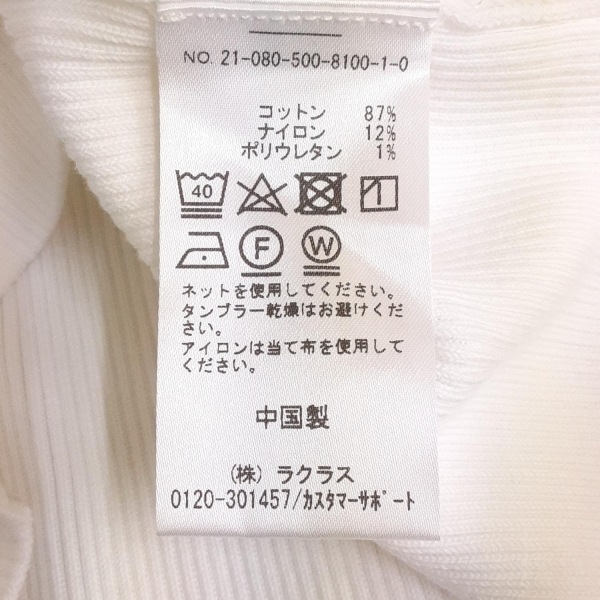 NO. 21-080-500-8100-1-0
コットン 87%
ナイロン 12%
ポリウレタン 1%
40
F W
ネットを使用してください。
タンブラー乾燥はお避けくだ
さい。
アイロンは当て布を使用して
ください。
中国製
(株) ラクラス
0120-301457/ｶｽﾀﾏｰｻﾎﾟｰﾄ